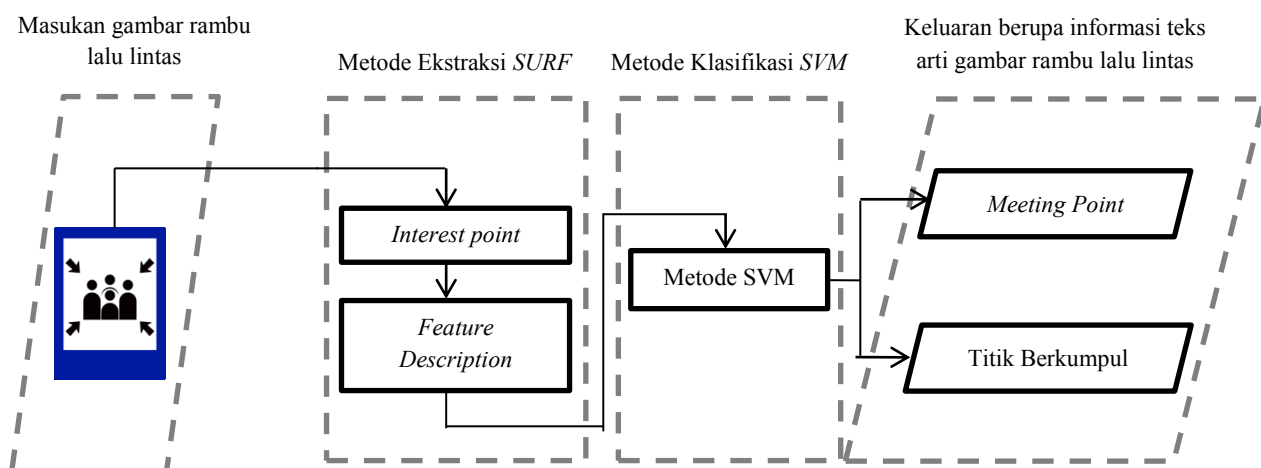 Masukan gambar rambu
lalu lintas
Metode Ekstraksi SURF
Metode Klasifikasi SVM
Keluaran berupa informasi teks
arti gambar rambu lalu lintas
Interest point
Feature
Description
Metode SVM
Meeting Point
Titik Berkumpul